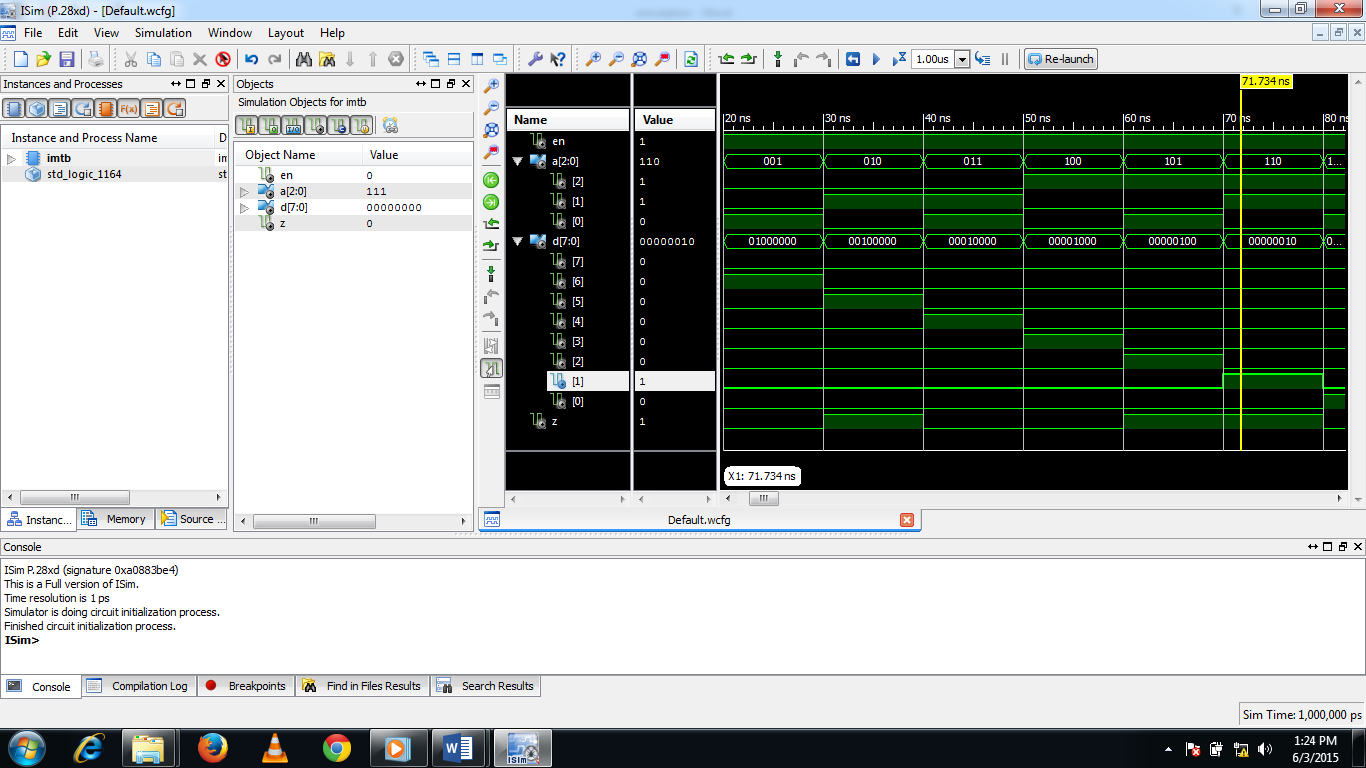 ISim (P.28xd) - [Default.wcfg]
File Edit View Simulation Window Layout Help
1.00us Re-launch
Instances and Processes
Instance and Process Name D
imtb im
std_logic_1164 st
Instanc... Memory Source ...
Objects
Simulation Objects for imtb
Object Name Value
en 0
a[2:0] 111
d[7:0] 00000000
z 0
Name Value
en 1
a[2:0] 110
[2] 1
[1] 1
[0] 0
d[7:0] 00000010
[7] 0
[6] 0
[5] 0
[4] 0
[3] 0
[2] 0
[1] 1
[0] 0
z 1
71.734 ns
20 ns 30 ns 40 ns 50 ns 60 ns 70 ns 80 ns
001 010 011 100 101 110 1...
01000000 00100000 00010000 00001000 00000100 00000010 0...
X1: 71.734 ns
Default.wcfg
Console
ISim P.28xd (signature 0xa0883be4)
This is a Full version of ISim.
Time resolution is 1 ps
Simulator is doing circuit initialization process.
Finished circuit initialization process.
ISim>
Console Compilation Log Breakpoints Find in Files Results Search Results
Sim Time: 1,000,000 ps
ISim
1:24 PM
6/3/2015